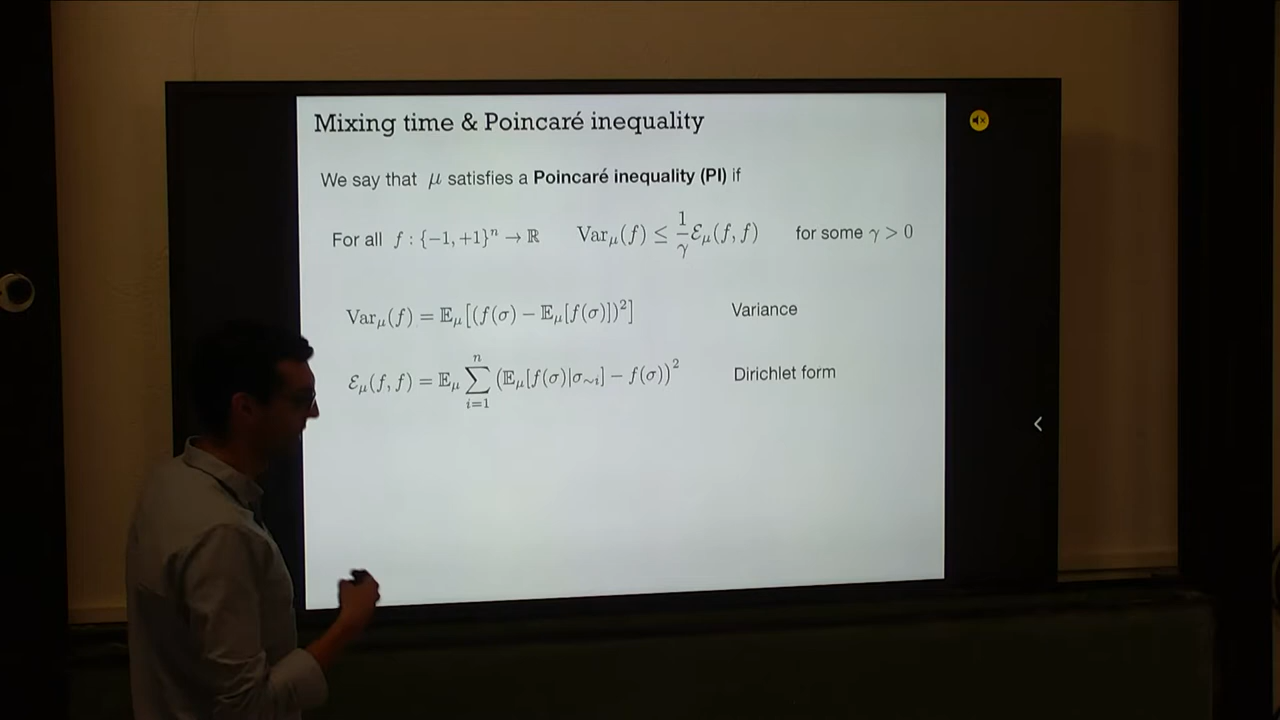 Mixing time & Poincaré inequality
We say that μ satisfies a Poincaré inequality (PI) if
For all f : {−1, +1}ⁿ → ℝ Var_μ(f) ≤ \frac{1}{γ} ℰ_μ(f, f) for some γ > 0
Var_μ(f) = 𝔼_μ[(f(σ) − 𝔼_μ[f(σ)])²] Variance
ℰ_μ(f, f) = 𝔼_μ ∑_{i=1}^{n} (𝔼_μ[f(σ)|σ_{∼i}] − f(σ))² Dirichlet form